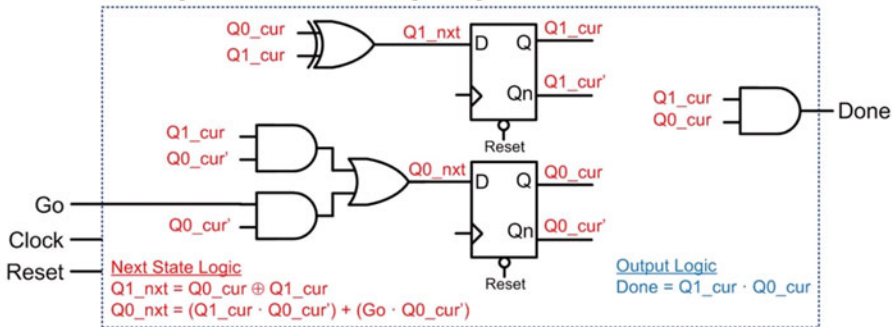 Q0_cur
Q1_cur
Q1_nxt
D
Q
Q1_cur
Qn
Q1_cur'
Reset
Q1_cur
Q0_cur
Done
Q1_cur
Q0_cur'
Q0_nxt
D
Q
Q0_cur
Go
Q0_cur'
Qn
Q0_cur'
Clock
Reset
Reset
Next State Logic
Q1_nxt = Q0_cur ⊕ Q1_cur
Q0_nxt = (Q1_cur · Q0_cur') + (Go · Q0_cur')
Output Logic
Done = Q1_cur · Q0_cur